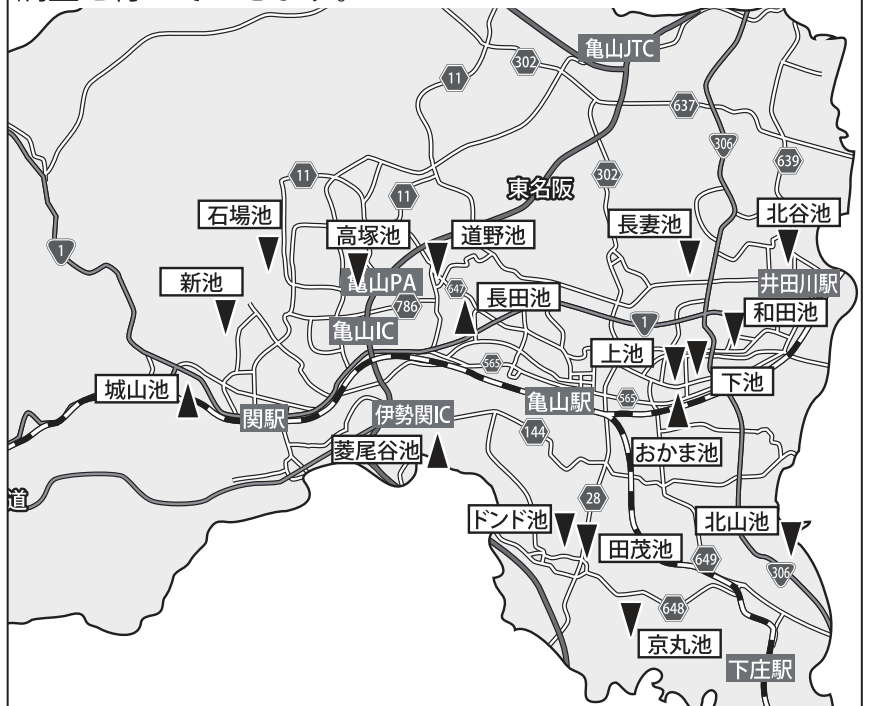 亀山JTC
302
11
637
306
639
11
302
11
東名阪
石場池
長妻池
北谷池
高塚池
道野池
1
新池
亀山PA
井田川駅
647
長田池
786
和田池
1
亀山IC
上池
565
下池
城山池
亀山駅
565
関駅
伊勢関IC
144
菱尾谷池
おかま池
道
28
ドンド池
北山池
田茂池
649
306
648
京丸池
下庄駅